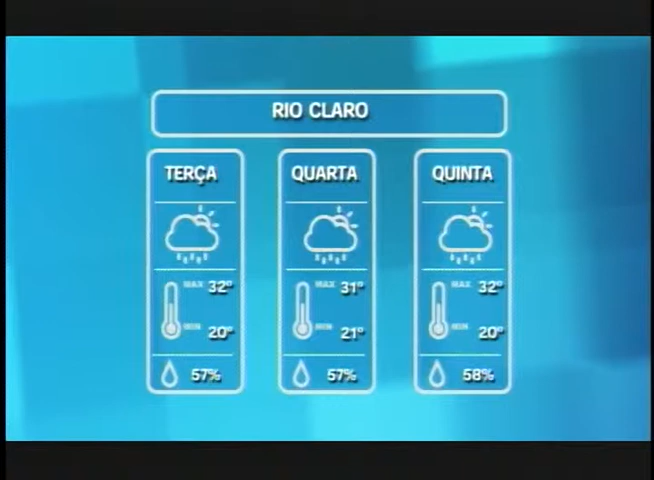 RIO CLARO
TERÇA
MAX 32º
MIN 20º
57%
QUARTA
MAX 31º
MIN 21º
57%
QUINTA
MAX 32º
MIN 20º
58%